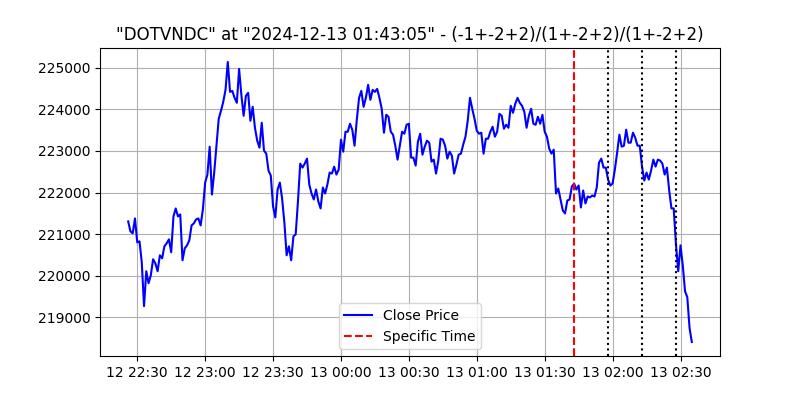 "DOTVNDC" at "2024-12-13 01:43:05" - (-1+-2+2)/(1+-2+2)/(1+-2+2)
225000
224000
223000
222000
221000
220000
219000
Close Price
Specific Time
12 22:30 12 23:00 12 23:30 13 00:00 13 00:30 13 01:00 13 01:30 13 02:00 13 02:30